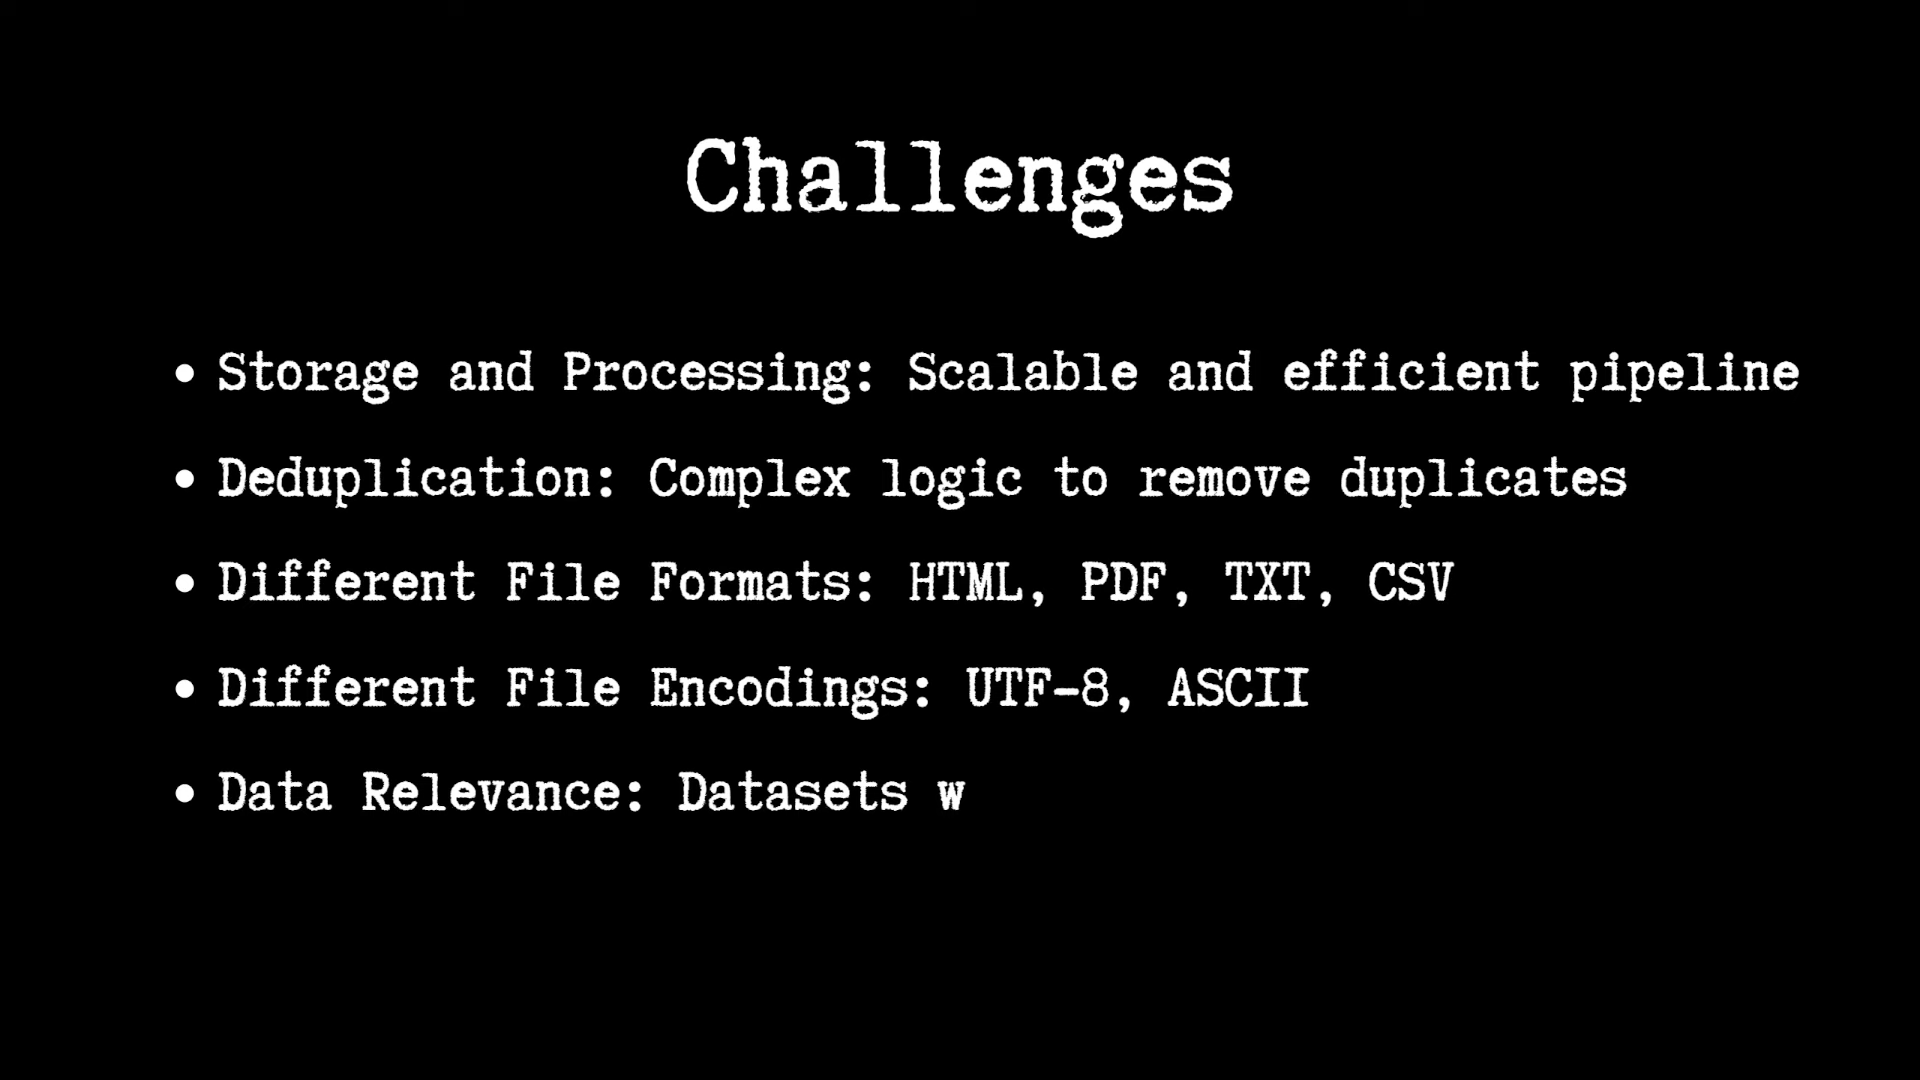 Challenges
• Storage and Processing: Scalable and efficient pipeline
• Deduplication: Complex logic to remove duplicates
• Different File Formats: HTML, PDF, TXT, CSV
• Different File Encodings: UTF-8, ASCII
• Data Relevance: Datasets w